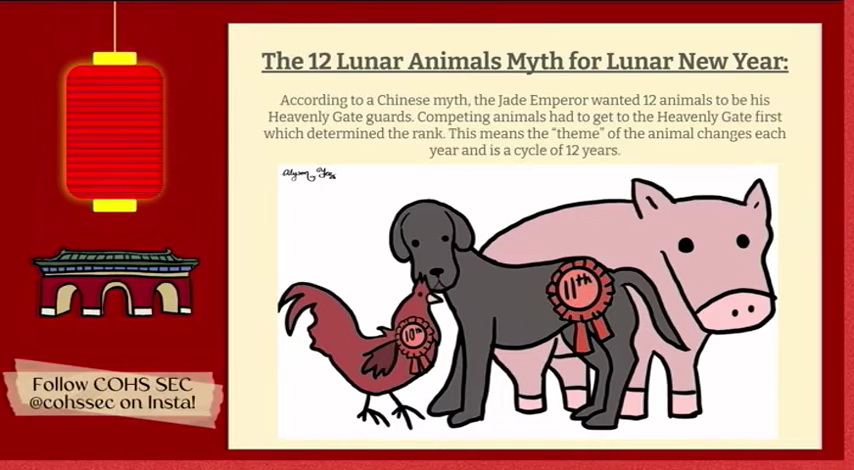 The 12 Lunar Animals Myth for Lunar New Year:
According to a Chinese myth, the Jade Emperor wanted 12 animals to be his
Heavenly Gate guards. Competing animals had to get to the Heavenly Gate first
which determined the rank. This means the “theme” of the animal changes each
year and is a cycle of 12 years.
11th
10th
Follow COHS SEC
@cohssec on Insta!